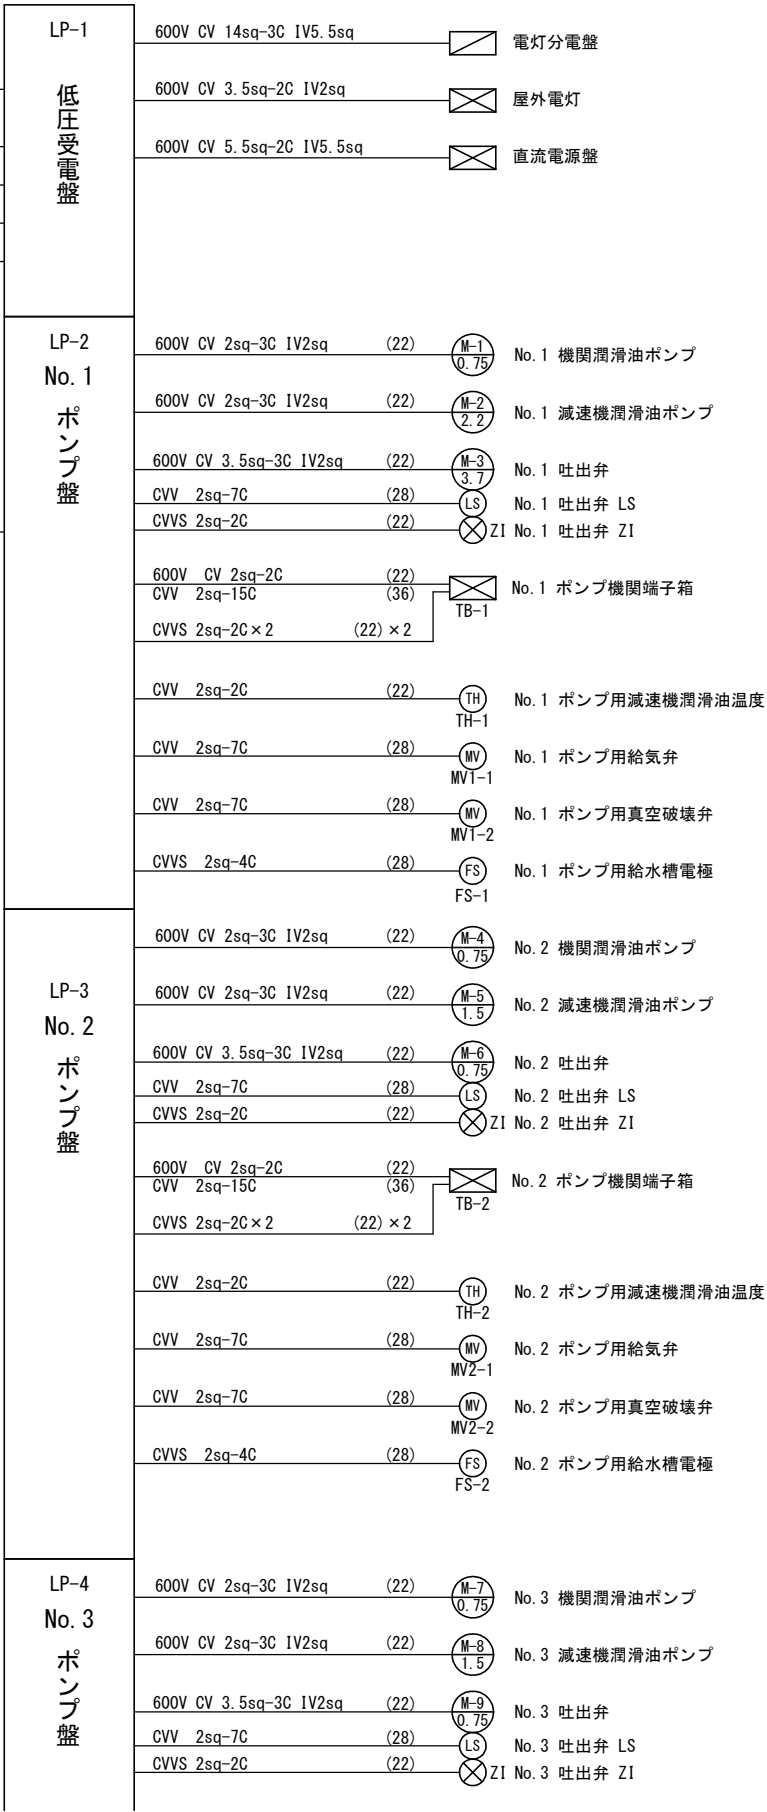 LP-1
低圧受電盤
600V CV 14sq-3C IV5.5sq
電灯分電盤
600V CV 3.5sq-2C IV2sq
屋外電灯
600V CV 5.5sq-2C IV5.5sq
直流電源盤
LP-2
No.1
ポンプ盤
600V CV 2sq-3C IV2sq (22) M-1 0.75 No.1 機関潤滑油ポンプ
600V CV 2sq-3C IV2sq (22) M-2 2.2 No.1 減速機潤滑油ポンプ
600V CV 3.5sq-3C IV2sq (22) M-3 3.7 No.1 吐出弁
CVV 2sq-7C (28) LS No.1 吐出弁 LS
CVVS 2sq-2C (22) ZI No.1 吐出弁 ZI
600V CV 2sq-2C (22)
CVV 2sq-15C (36)
No.1 ポンプ機関端子箱
TB-1
CVVS 2sq-2C×2 (22)×2
CVV 2sq-2C (22) TH No.1 ポンプ用減速機潤滑油温度
TH-1
CVV 2sq-7C (28) MV No.1 ポンプ用給気弁
MV1-1
CVV 2sq-7C (28) MV No.1 ポンプ用真空破壊弁
MV1-2
CVVS 2sq-4C (28) FS No.1 ポンプ用給水槽電極
FS-1
LP-3
No.2
ポンプ盤
600V CV 2sq-3C IV2sq (22) M-4 0.75 No.2 機関潤滑油ポンプ
600V CV 2sq-3C IV2sq (22) M-5 1.5 No.2 減速機潤滑油ポンプ
600V CV 3.5sq-3C IV2sq (22) M-6 0.75 No.2 吐出弁
CVV 2sq-7C (28) LS No.2 吐出弁 LS
CVVS 2sq-2C (22) ZI No.2 吐出弁 ZI
600V CV 2sq-2C (22)
CVV 2sq-15C (36)
No.2 ポンプ機関端子箱
TB-2
CVVS 2sq-2C×2 (22)×2
CVV 2sq-2C (22) TH No.2 ポンプ用減速機潤滑油温度
TH-2
CVV 2sq-7C (28) MV No.2 ポンプ用給気弁
MV2-1
CVV 2sq-7C (28) MV No.2 ポンプ用真空破壊弁
MV2-2
CVVS 2sq-4C (28) FS No.2 ポンプ用給水槽電極
FS-2
LP-4
No.3
ポンプ盤
600V CV 2sq-3C IV2sq (22) M-7 0.75 No.3 機関潤滑油ポンプ
600V CV 2sq-3C IV2sq (22) M-8 1.5 No.3 減速機潤滑油ポンプ
600V CV 3.5sq-3C IV2sq (22) M-9 0.75 No.3 吐出弁
CVV 2sq-7C (28) LS No.3 吐出弁 LS
CVVS 2sq-2C (22) ZI No.3 吐出弁 ZI